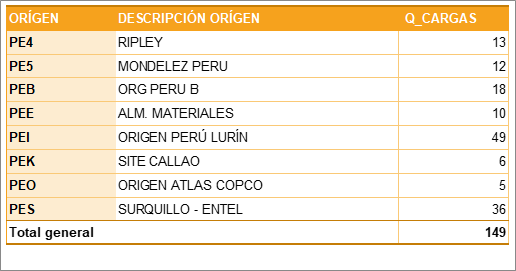 ORÍGEN DESCRIPCIÓN ORÍGEN Q_CARGAS
PE4 RIPLEY 13
PE5 MONDELEZ PERU 12
PEB ORG PERU B 18
PEE ALM. MATERIALES 10
PEI ORIGEN PERÚ LURÍN 49
PEK SITE CALLAO 6
PEO ORIGEN ATLAS COPCO 5
PES SURQUILLO - ENTEL 36
Total general 149